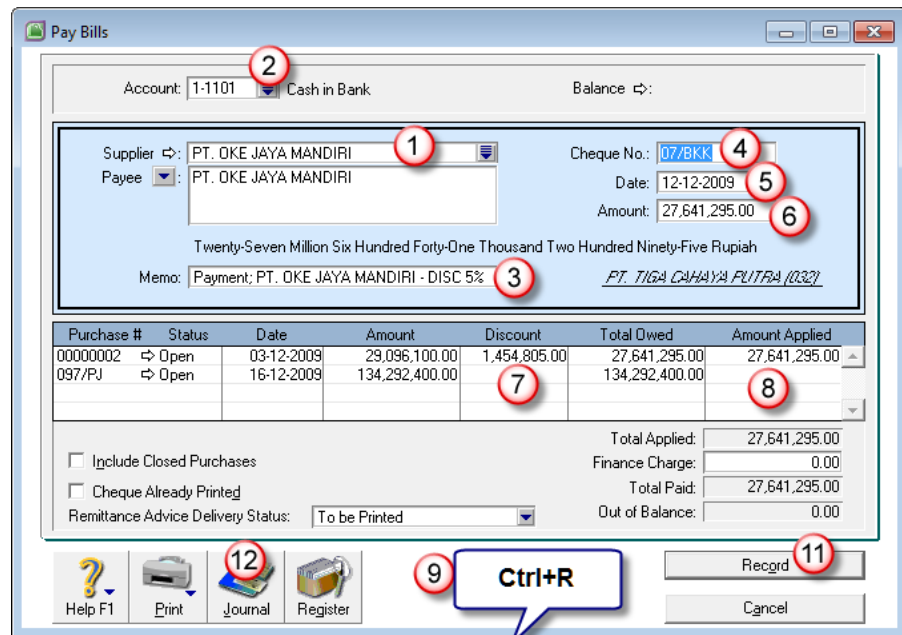 Pay Bills
2
Account: 1-1101 Cash in Bank Balance ⇨:
Supplier ⇨: PT. OKE JAYA MANDIRI 1 Cheque No.: 07/BKK 4
Payee : PT. OKE JAYA MANDIRI Date: 12-12-2009 5
Amount: 27,641,295.00 6
Twenty-Seven Million Six Hundred Forty-One Thousand Two Hundred Ninety-Five Rupiah
Memo: Payment; PT. OKE JAYA MANDIRI - DISC 5% 3 PT. TIGA CAHAYA PUTRA (032)
Purchase # Status Date Amount Discount Total Owed Amount Applied
00000002 ⇨ Open 03-12-2009 29,096,100.00 1,454,805.00 27,641,295.00 27,641,295.00
097/PJ ⇨ Open 16-12-2009 134,292,400.00 134,292,400.00
7 8
Total Applied: 27,641,295.00
Include Closed Purchases Finance Charge: 0.00
Cheque Already Printed Total Paid: 27,641,295.00
Remittance Advice Delivery Status: To be Printed Out of Balance: 0.00
12 9 Ctrl+R Record 11
Help F1 Print Journal Register Cancel